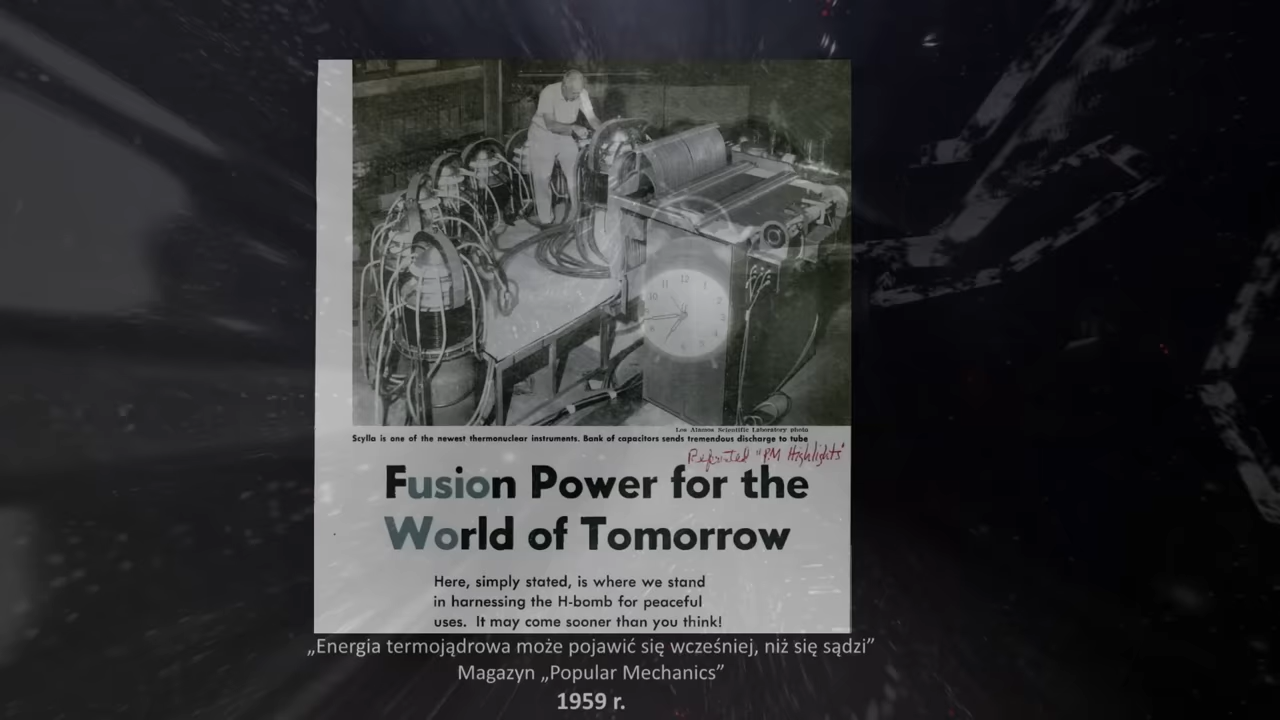 Los Alamos Scientific Laboratory photo
Scylla is one of the newest thermonuclear instruments. Bank of capacitors sends tremendous discharge to tube
"PM Highlights"
Fusion Power for the
World of Tomorrow
Here, simply stated, is where we stand
in harnessing the H-bomb for peaceful
uses. It may come sooner than you think!
„Energia termojądrowa może pojawić się wcześniej, niż się sądzi”
Magazyn „Popular Mechanics”
1959 r.